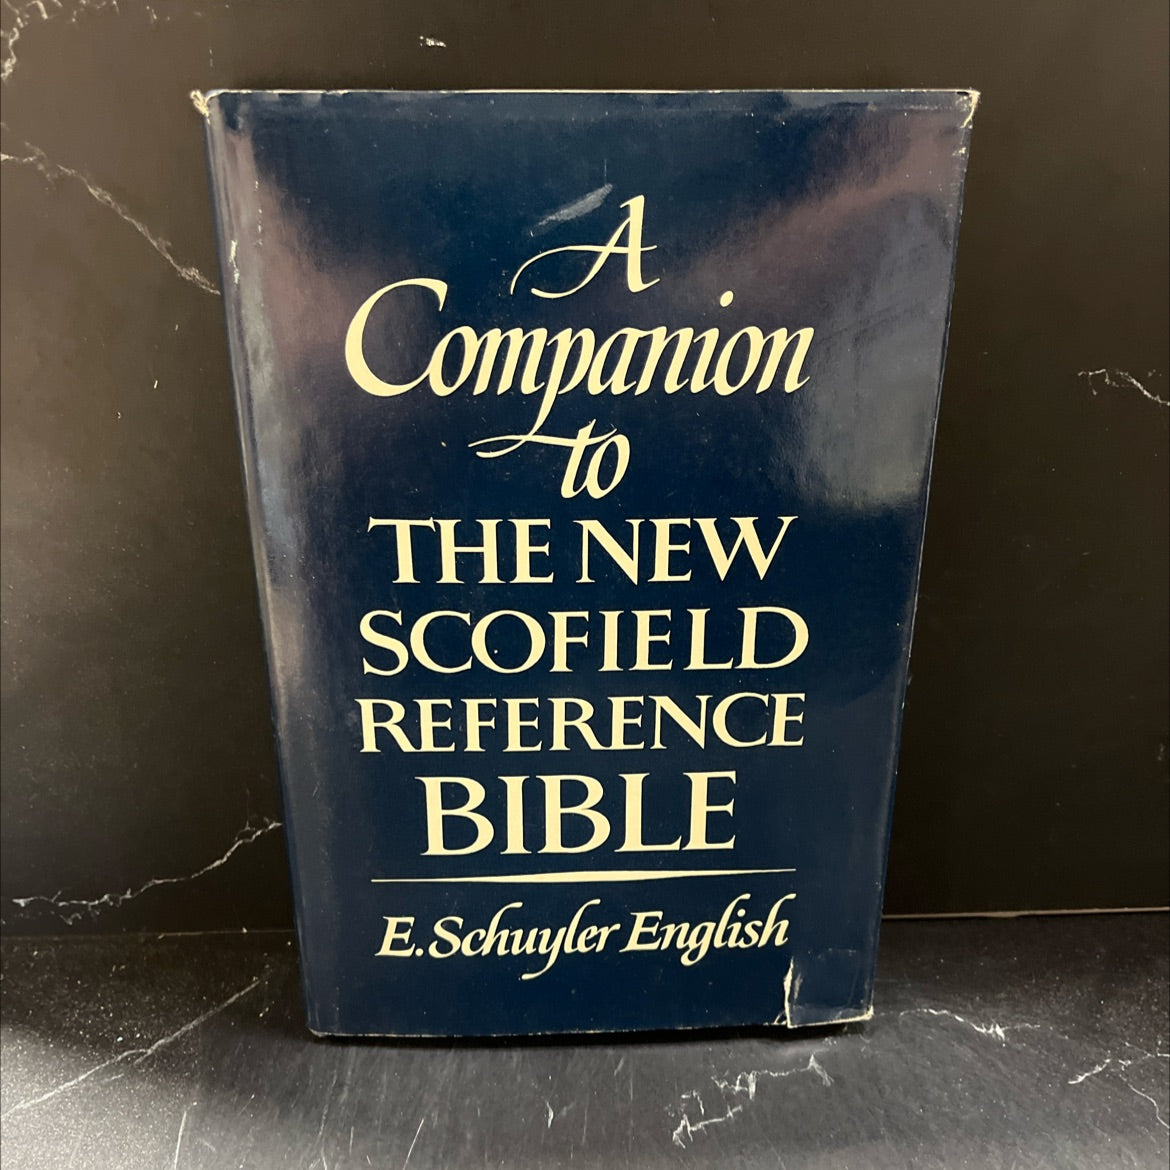 A
Companion
to
THE NEW
SCOFIELD
REFERENCE
BIBLE
E. Schuyler English